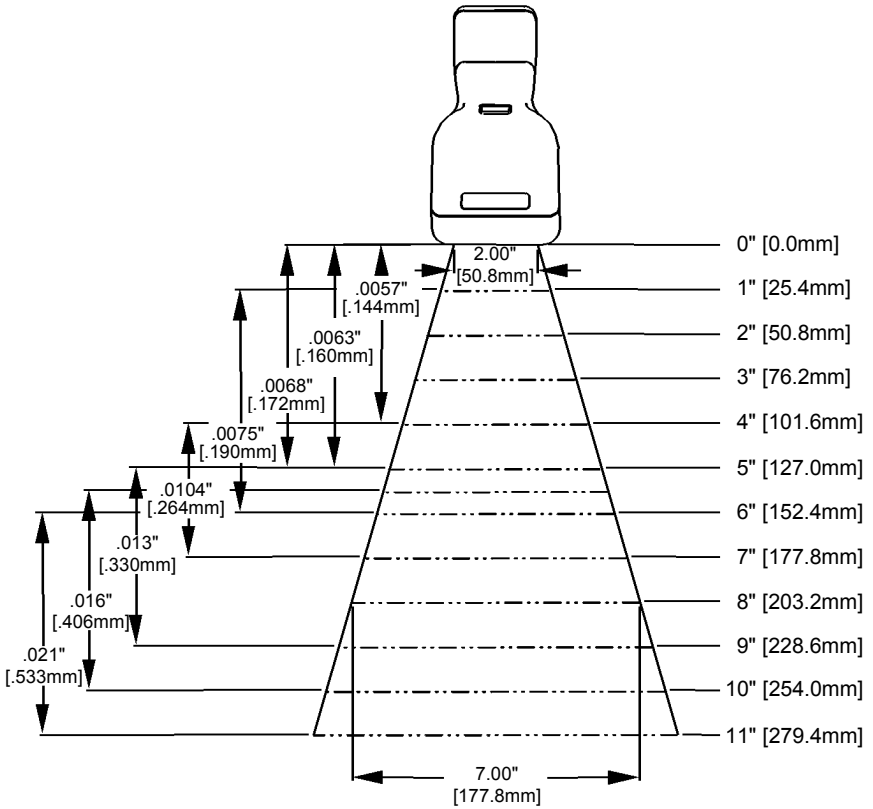 0" [0.0mm]
2.00"
[50.8mm]
1" [25.4mm]
.0057"
[.144mm]
2" [50.8mm]
.0063"
[.160mm]
3" [76.2mm]
.0068"
[.172mm]
4" [101.6mm]
.0075"
[.190mm]
5" [127.0mm]
.0104"
[.264mm]
6" [152.4mm]
.013"
[.330mm]
7" [177.8mm]
.016"
[.406mm]
8" [203.2mm]
.021"
[.533mm]
9" [228.6mm]
10" [254.0mm]
11" [279.4mm]
7.00"
[177.8mm]